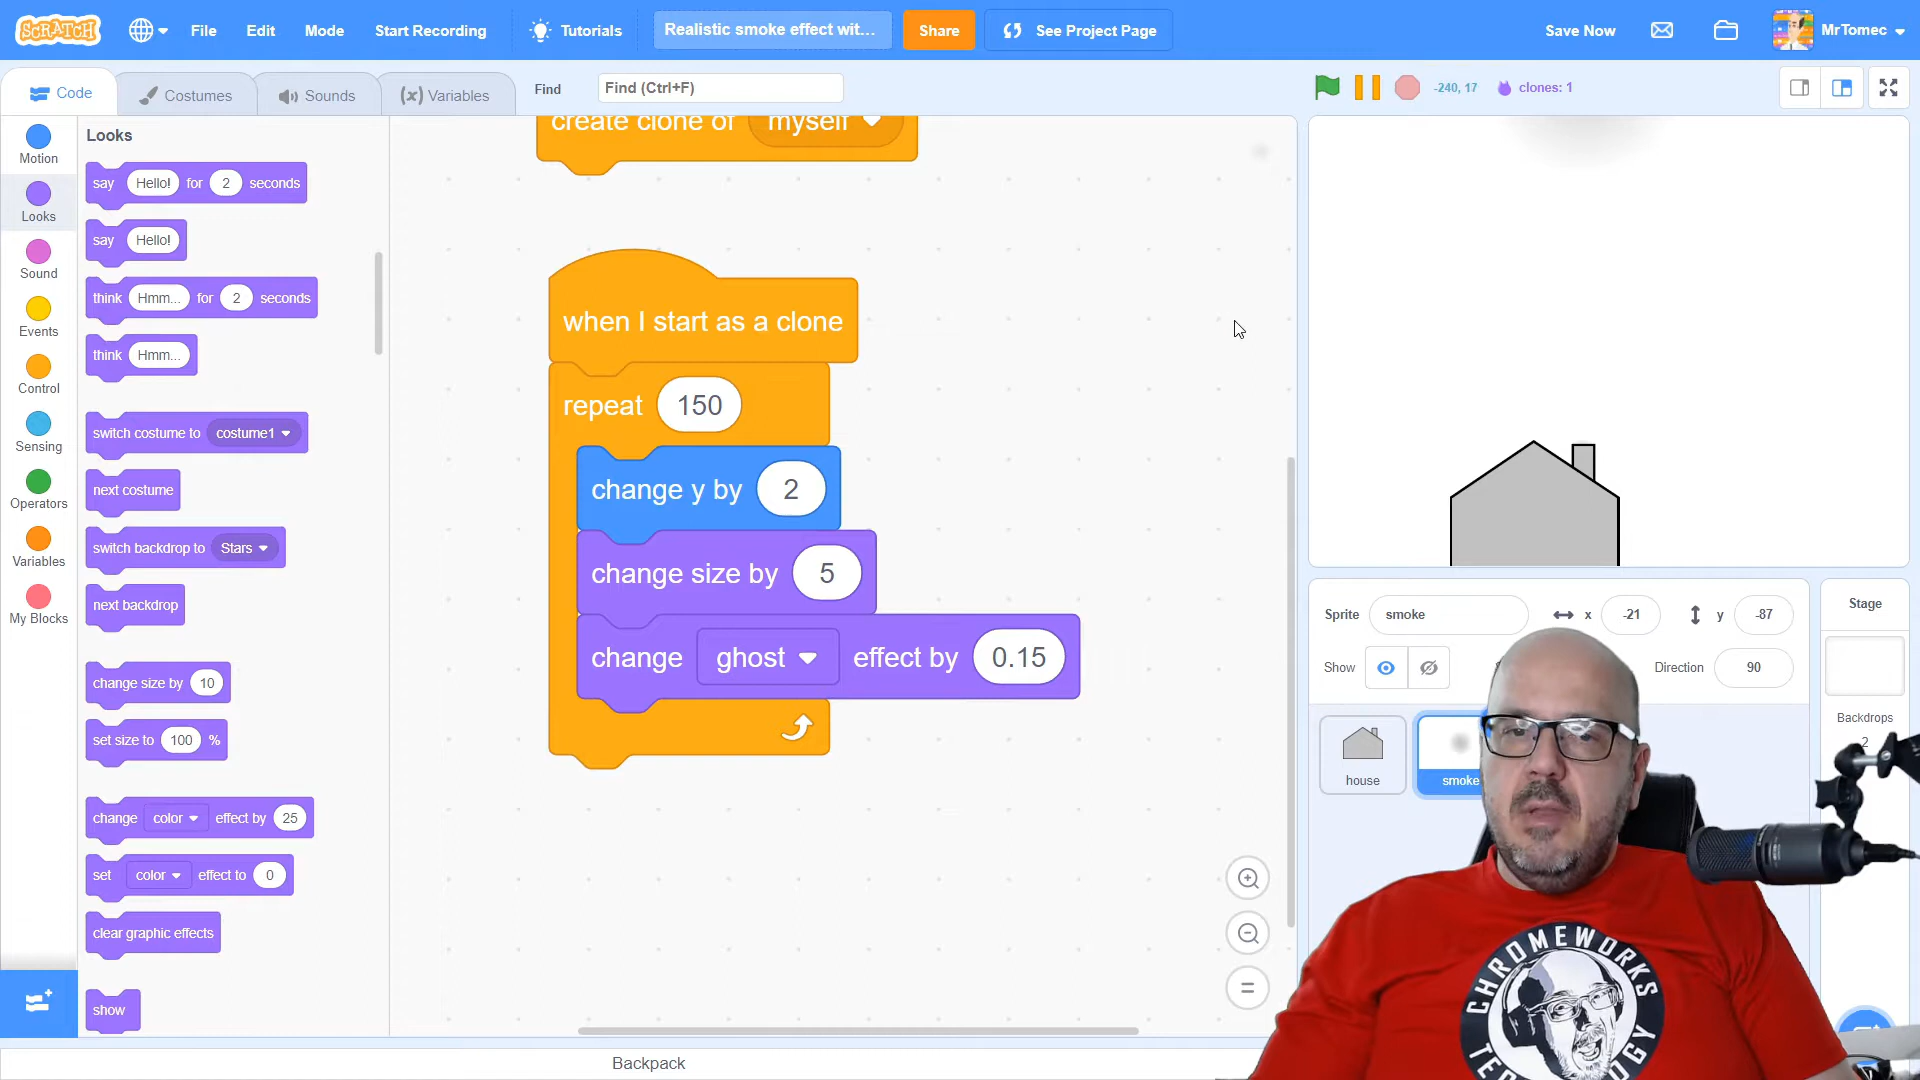 SCRATCH File Edit Mode Start Recording Tutorials Realistic smoke effect wit... Share See Project Page Save Now MrTomec
Code Costumes Sounds (x) Variables Find Find (Ctrl+F) -240, 17 clones: 1
Motion
Looks
Sound
Events
Control
Sensing
Operators
Variables
My Blocks
Looks
say Hello! for 2 seconds
say Hello!
think Hmm... for 2 seconds
think Hmm...
switch costume to costume1
next costume
switch backdrop to Stars
next backdrop
change size by 10
set size to 100 %
change color effect by 25
set color effect to 0
clear graphic effects
show
create clone of myself
when I start as a clone
repeat 150
change y by 2
change size by 5
change ghost effect by 0.15
Backpack
Sprite smoke x -21 y -87
Show Direction 90
house
smoke
Stage
Backdrops
2
CHROMEWORKS